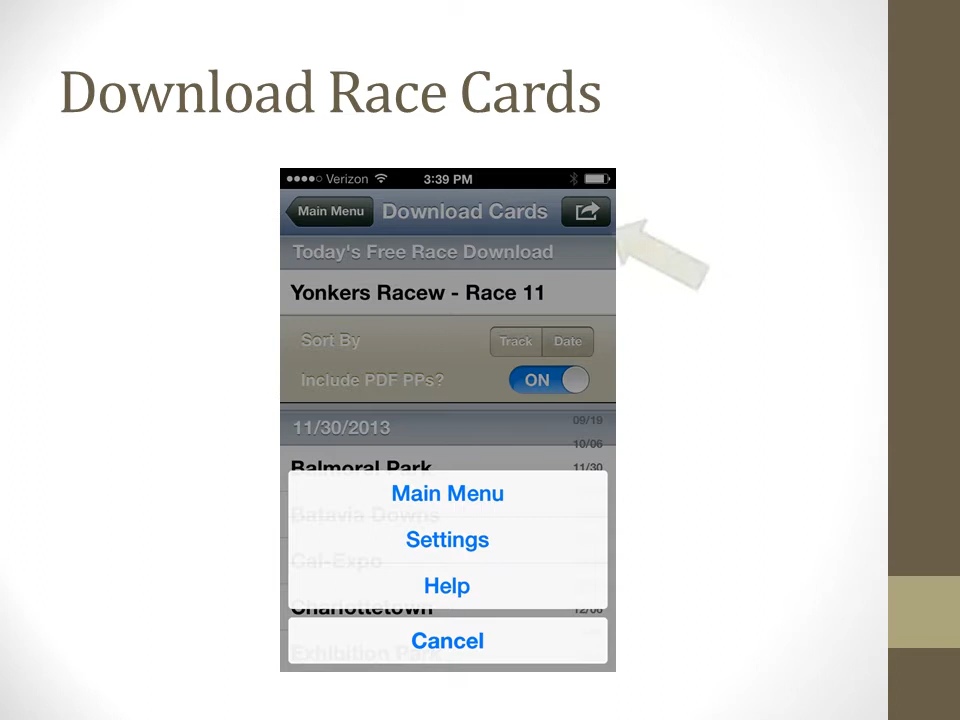 Download Race Cards
Verizon 3:39 PM
Main Menu Download Cards
Today's Free Race Download
Yonkers Racew - Race 11
Sort By Track Date
Include PDF PPs? ON
11/30/2013 09/19
10/06
Balmoral Park 11/30
Main Menu
Batavia Downs
Settings
Cal-Expo
Help
Charlottetown 12/06
Cancel
Exhibition Park